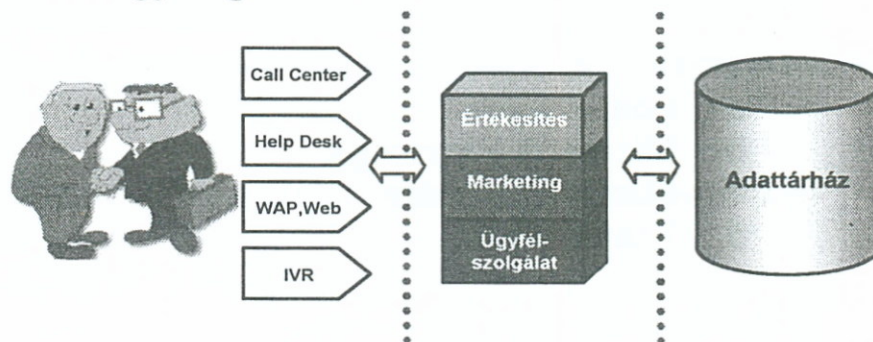 Call Center
Help Desk
WAP,Web
IVR
Értékesítés
Marketing
Ügyfél-
szolgálat
Adattárház